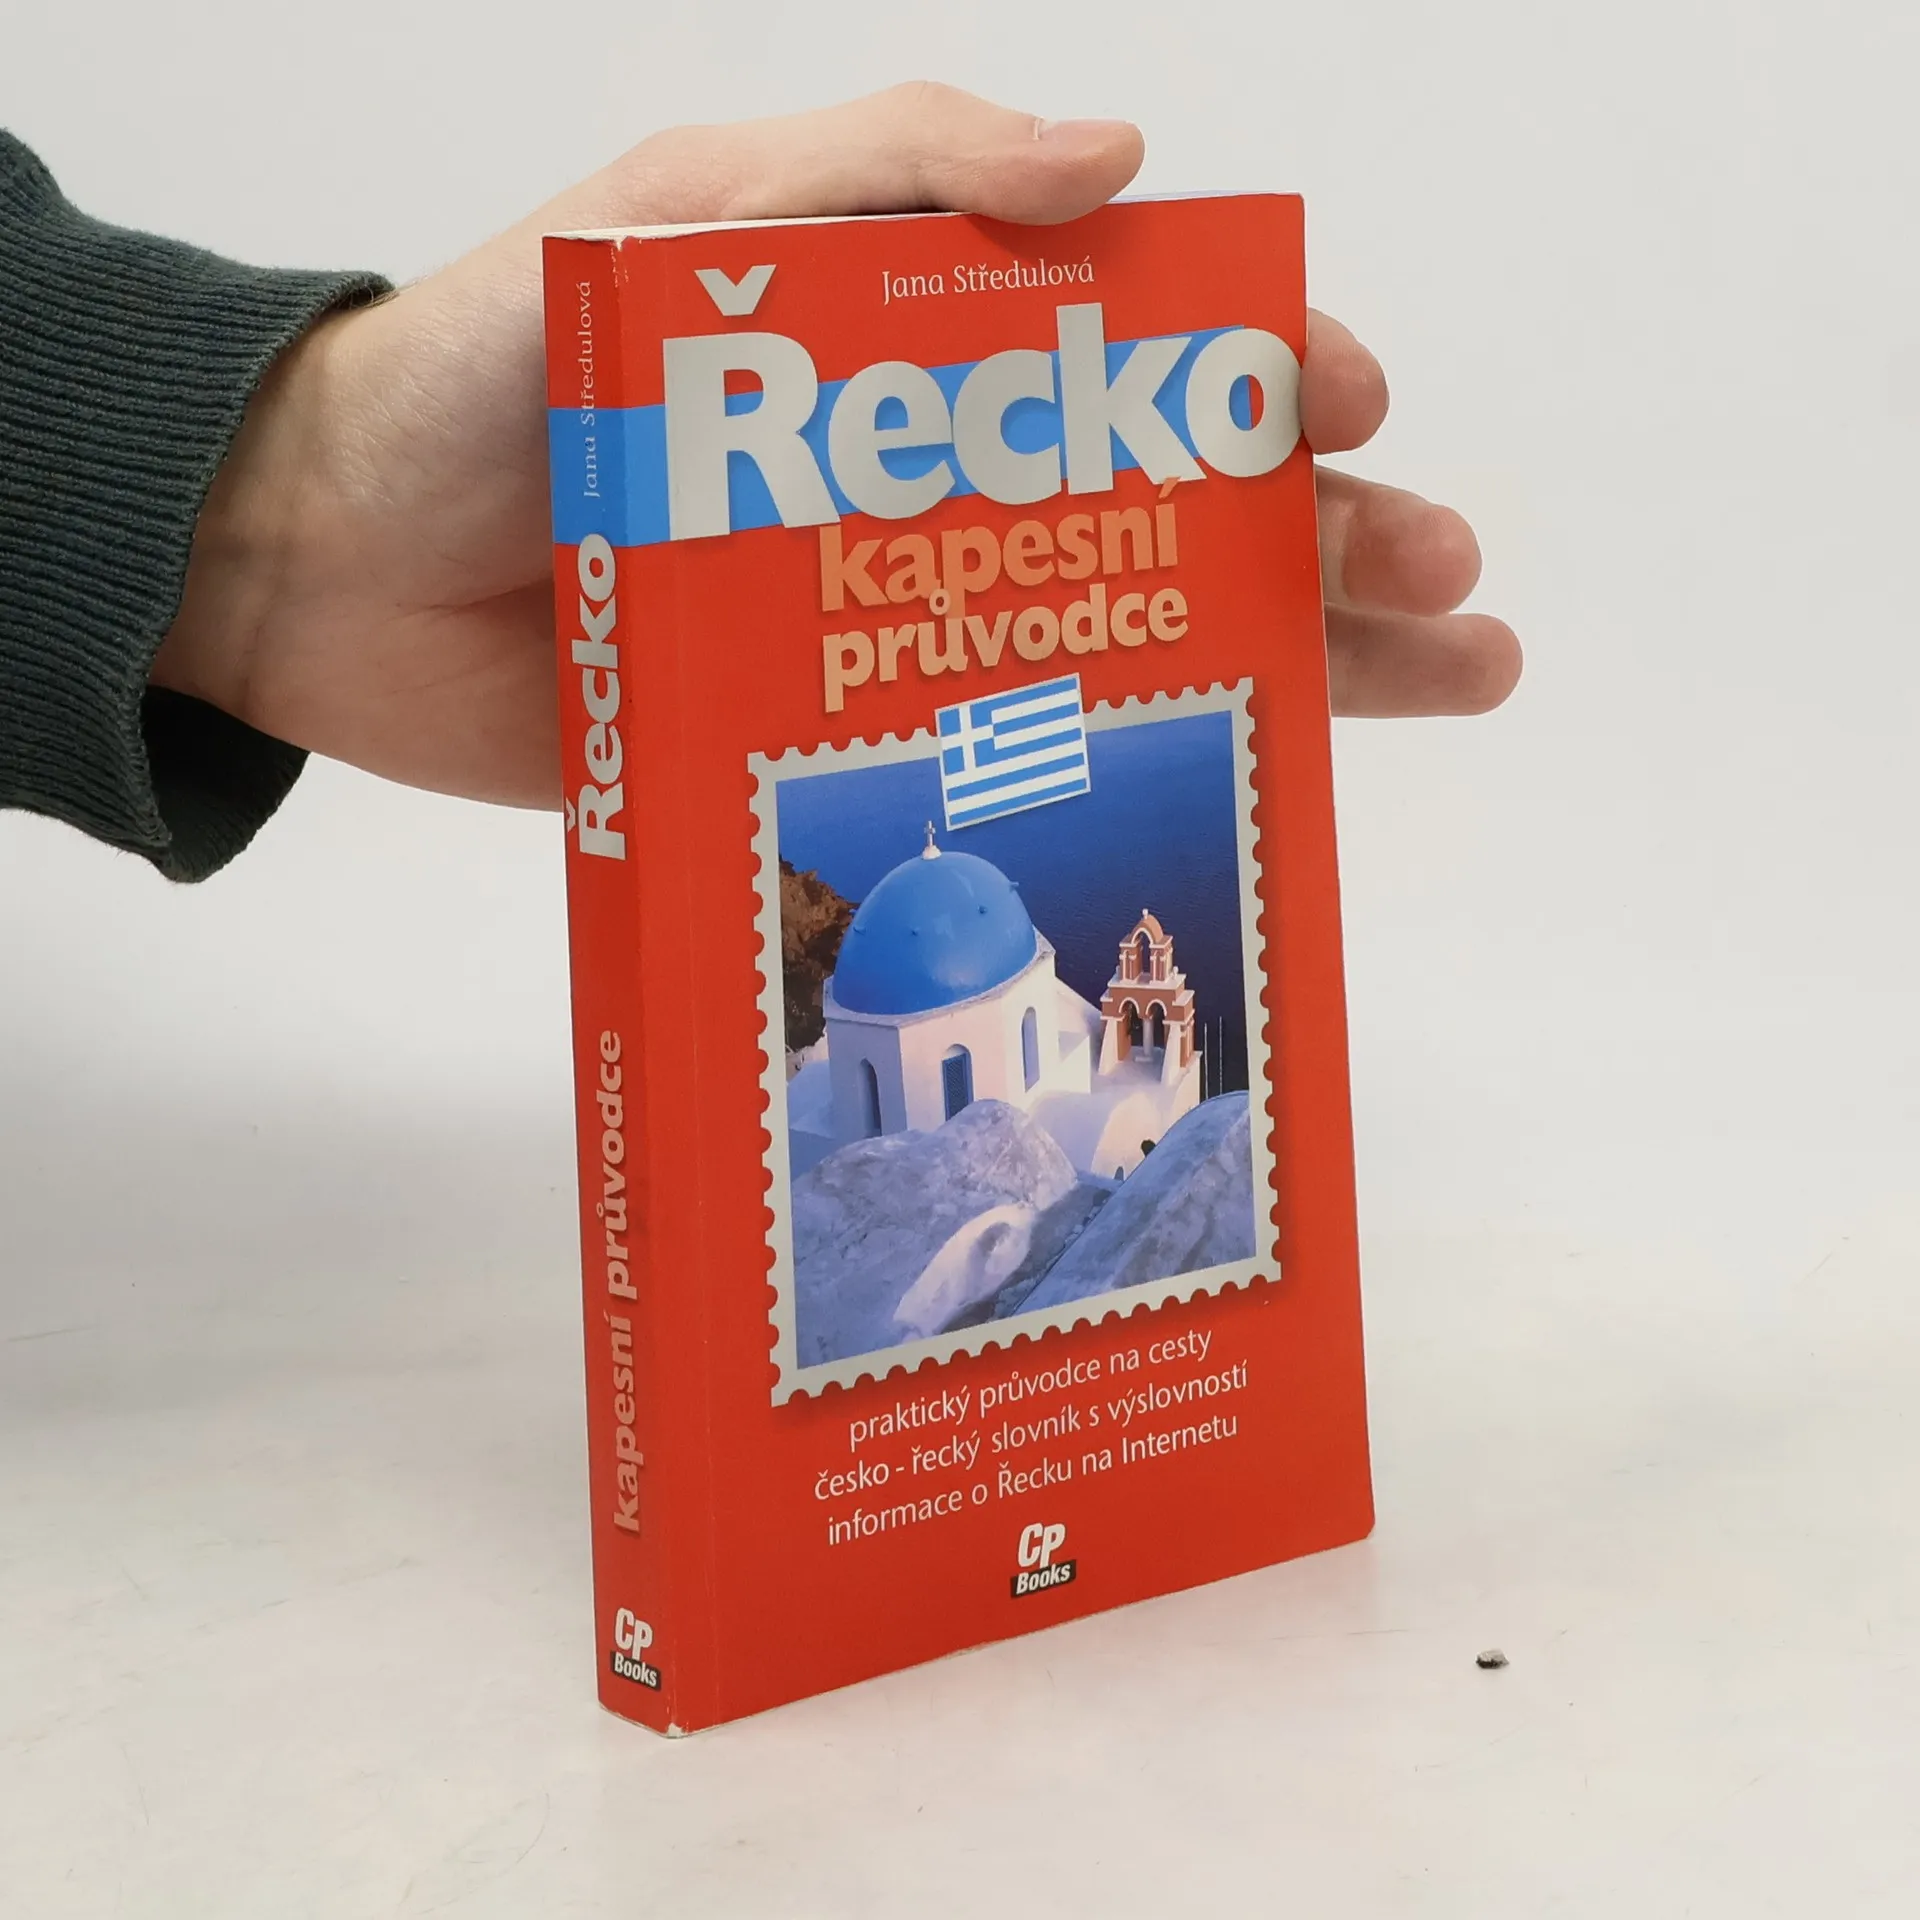 Jana Středulová
Řecko
kapesní
průvodce
praktický průvodce na cesty
česko - řecký slovník s výslovností
informace o Řecku na Internetu
CP
Books
Jana Středulová
Řecko
kapesní průvodce
CP
Books